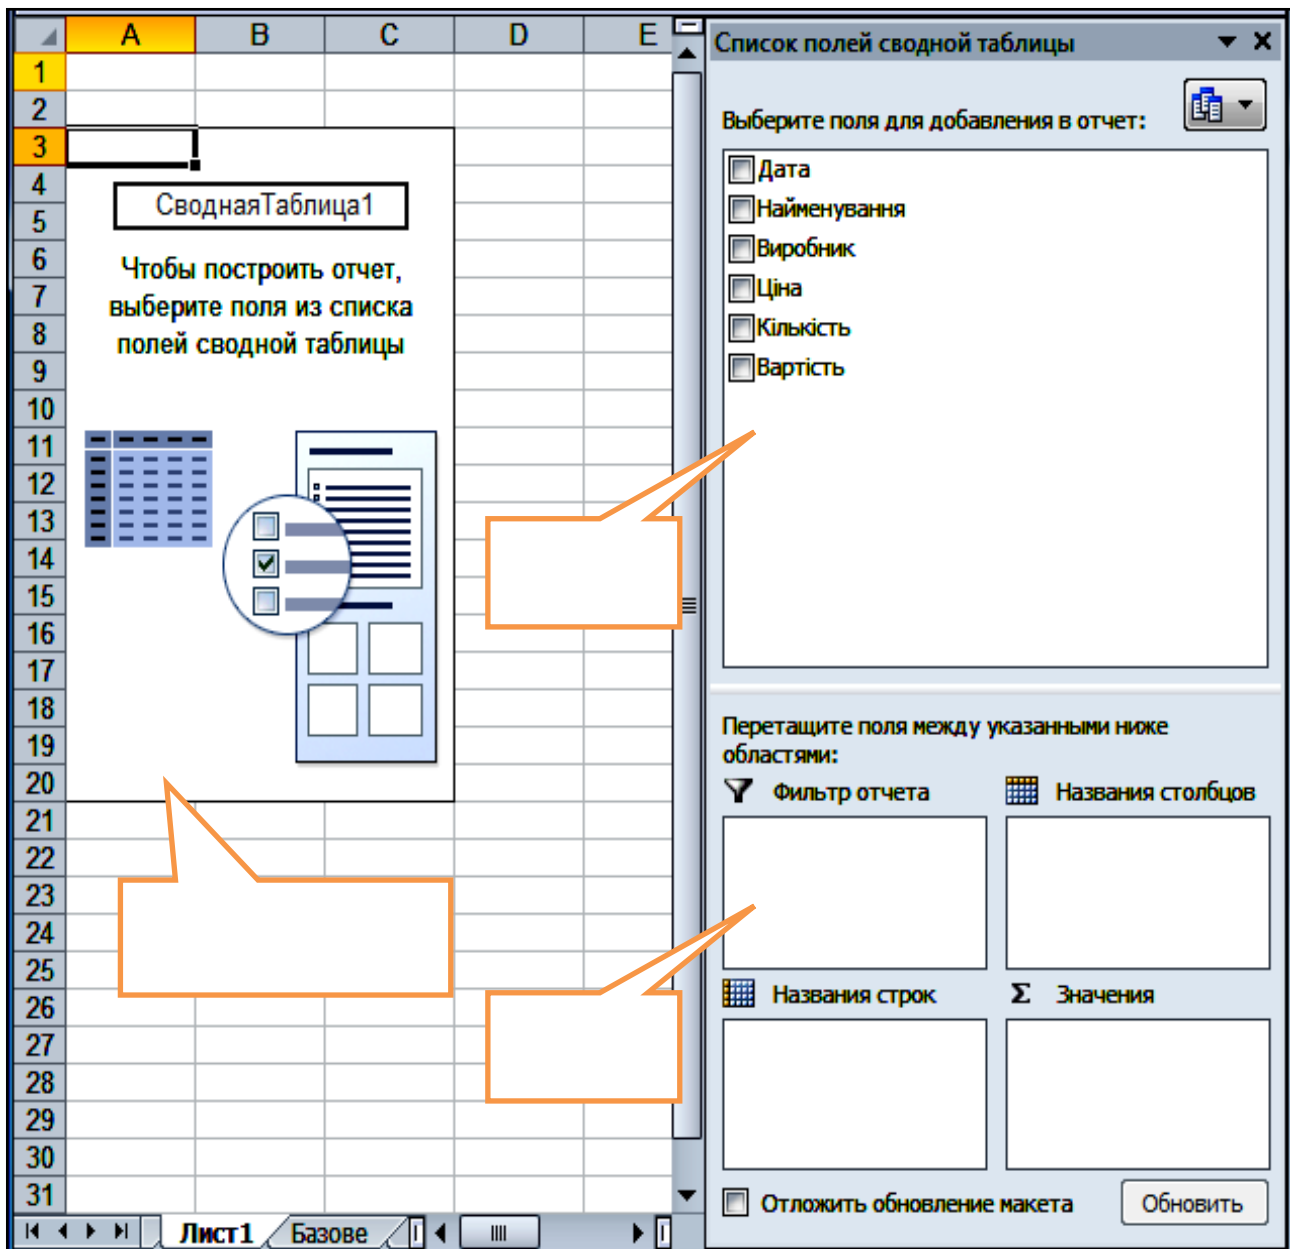 A B C D E
1
2
3
4
5
6
7
8
9
10
11
12
13
14
15
16
17
18
19
20
21
22
23
24
25
26
27
28
29
30
31
СводнаяТаблица1
Чтобы построить отчет,
выберите поля из списка
полей сводной таблицы
Лист1 Базове
Список полей сводной таблицы
Выберите поля для добавления в отчет:
Дата
Найменування
Виробник
Ціна
Кількість
Вартість
Перетащите поля между указанными ниже
областями:
Фильтр отчета
Названия столбцов
Названия строк
Σ Значения
Отложить обновление макета
Обновить